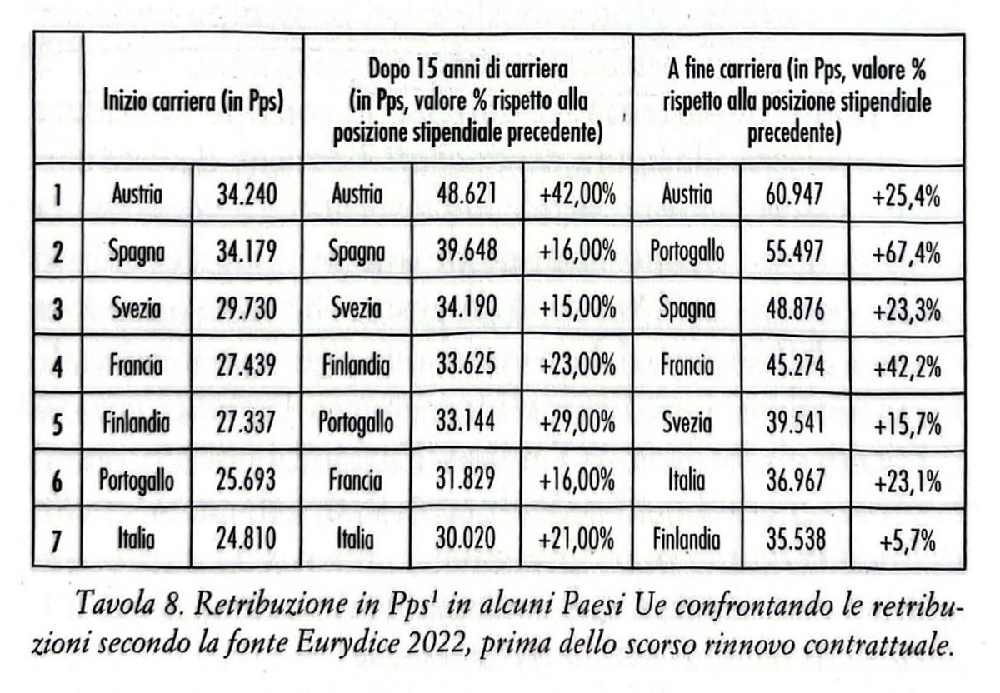 Inizio carriera (in Pps)
Dopo 15 anni di carriera
(in Pps, valore % rispetto alla
posizione stipendiale precedente)
A fine carriera (in Pps, valore %
rispetto alla posizione stipendiale
precedente)
1 Austria 34.240 Austria 48.621 +42,00% Austria 60.947 +25,4%
2 Spagna 34.179 Spagna 39.648 +16,00% Portogallo 55.497 +67,4%
3 Svezia 29.730 Svezia 34.190 +15,00% Spagna 48.876 +23,3%
4 Francia 27.439 Finlandia 33.625 +23,00% Francia 45.274 +42,2%
5 Finlandia 27.337 Portogallo 33.144 +29,00% Svezia 39.541 +15,7%
6 Portogallo 25.693 Francia 31.829 +16,00% Italia 36.967 +23,1%
7 Italia 24.810 Italia 30.020 +21,00% Finlandia 35.538 +5,7%
Tavola 8. Retribuzione in Pps¹ in alcuni Paesi Ue confrontando le retribu-
zioni secondo la fonte Eurydice 2022, prima dello scorso rinnovo contrattuale.